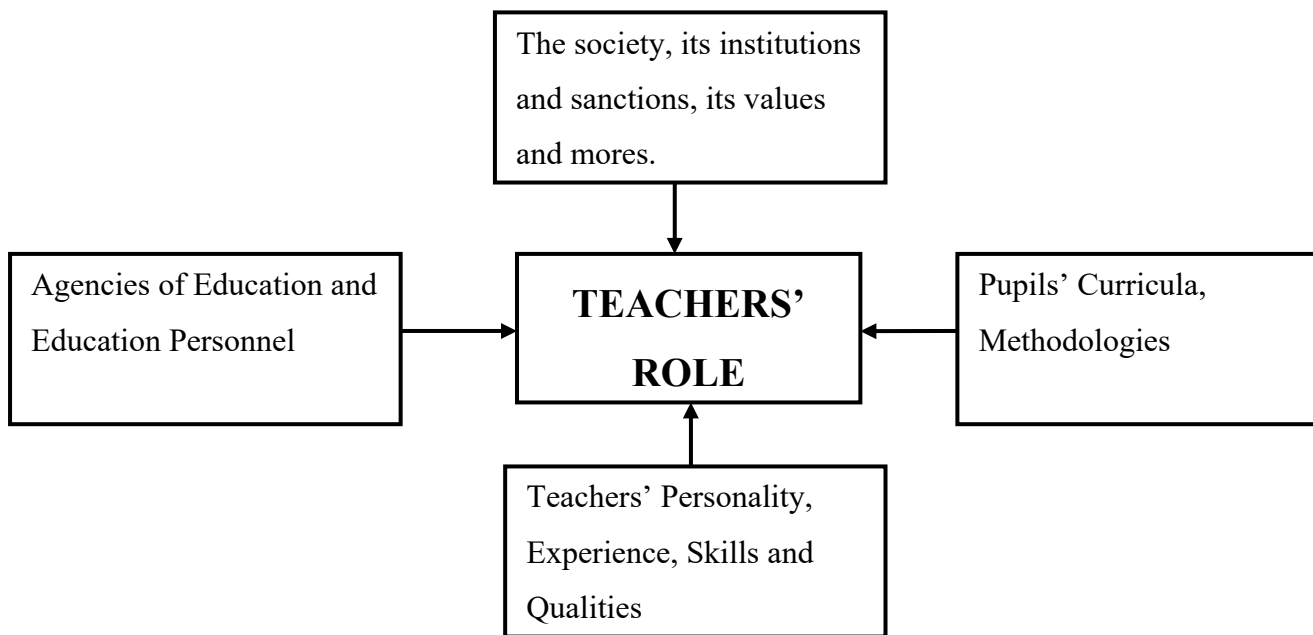 The society, its institutions
and sanctions, its values
and mores.
Agencies of Education and
Education Personnel
TEACHERS’
ROLE
Pupils’ Curricula,
Methodologies
Teachers’ Personality,
Experience, Skills and
Qualities